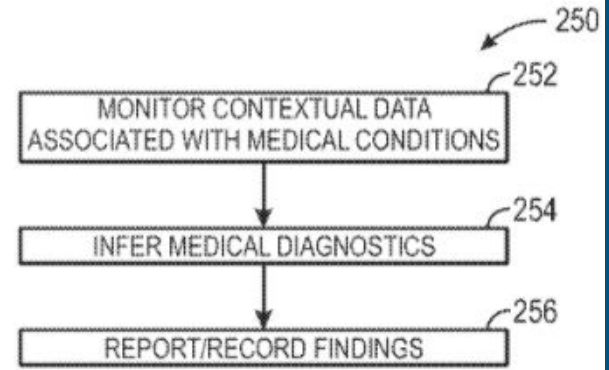 250
252
MONITOR CONTEXTUAL DATA
ASSOCIATED WITH MEDICAL CONDITIONS
254
INFER MEDICAL DIAGNOSTICS
256
REPORT/RECORD FINDINGS